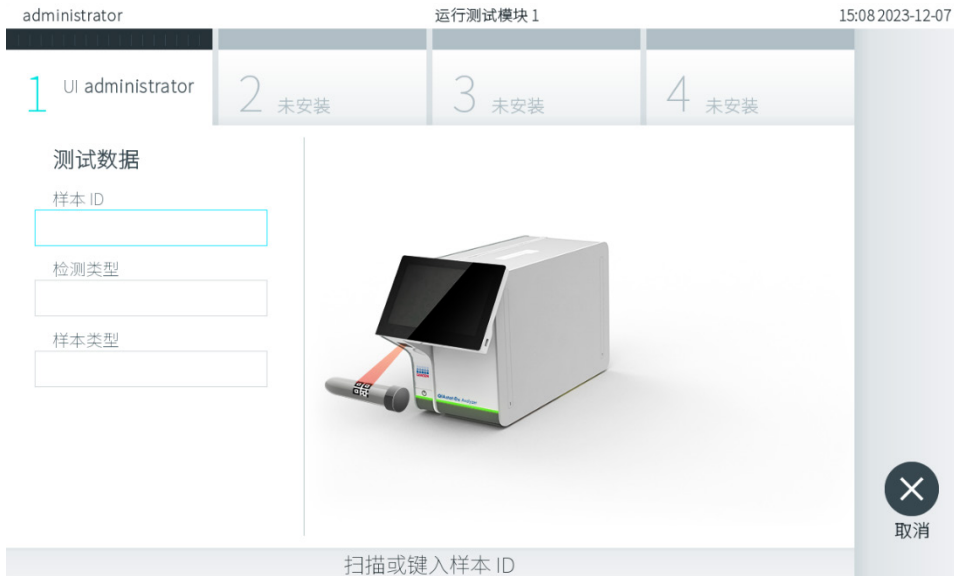 administrator
运行测试模块 1
15:08 2023-12-07
1 UI administrator
2 未安装
3 未安装
4 未安装
测试数据
样本 ID
检测类型
样本类型
取消
扫描或键入样本 ID